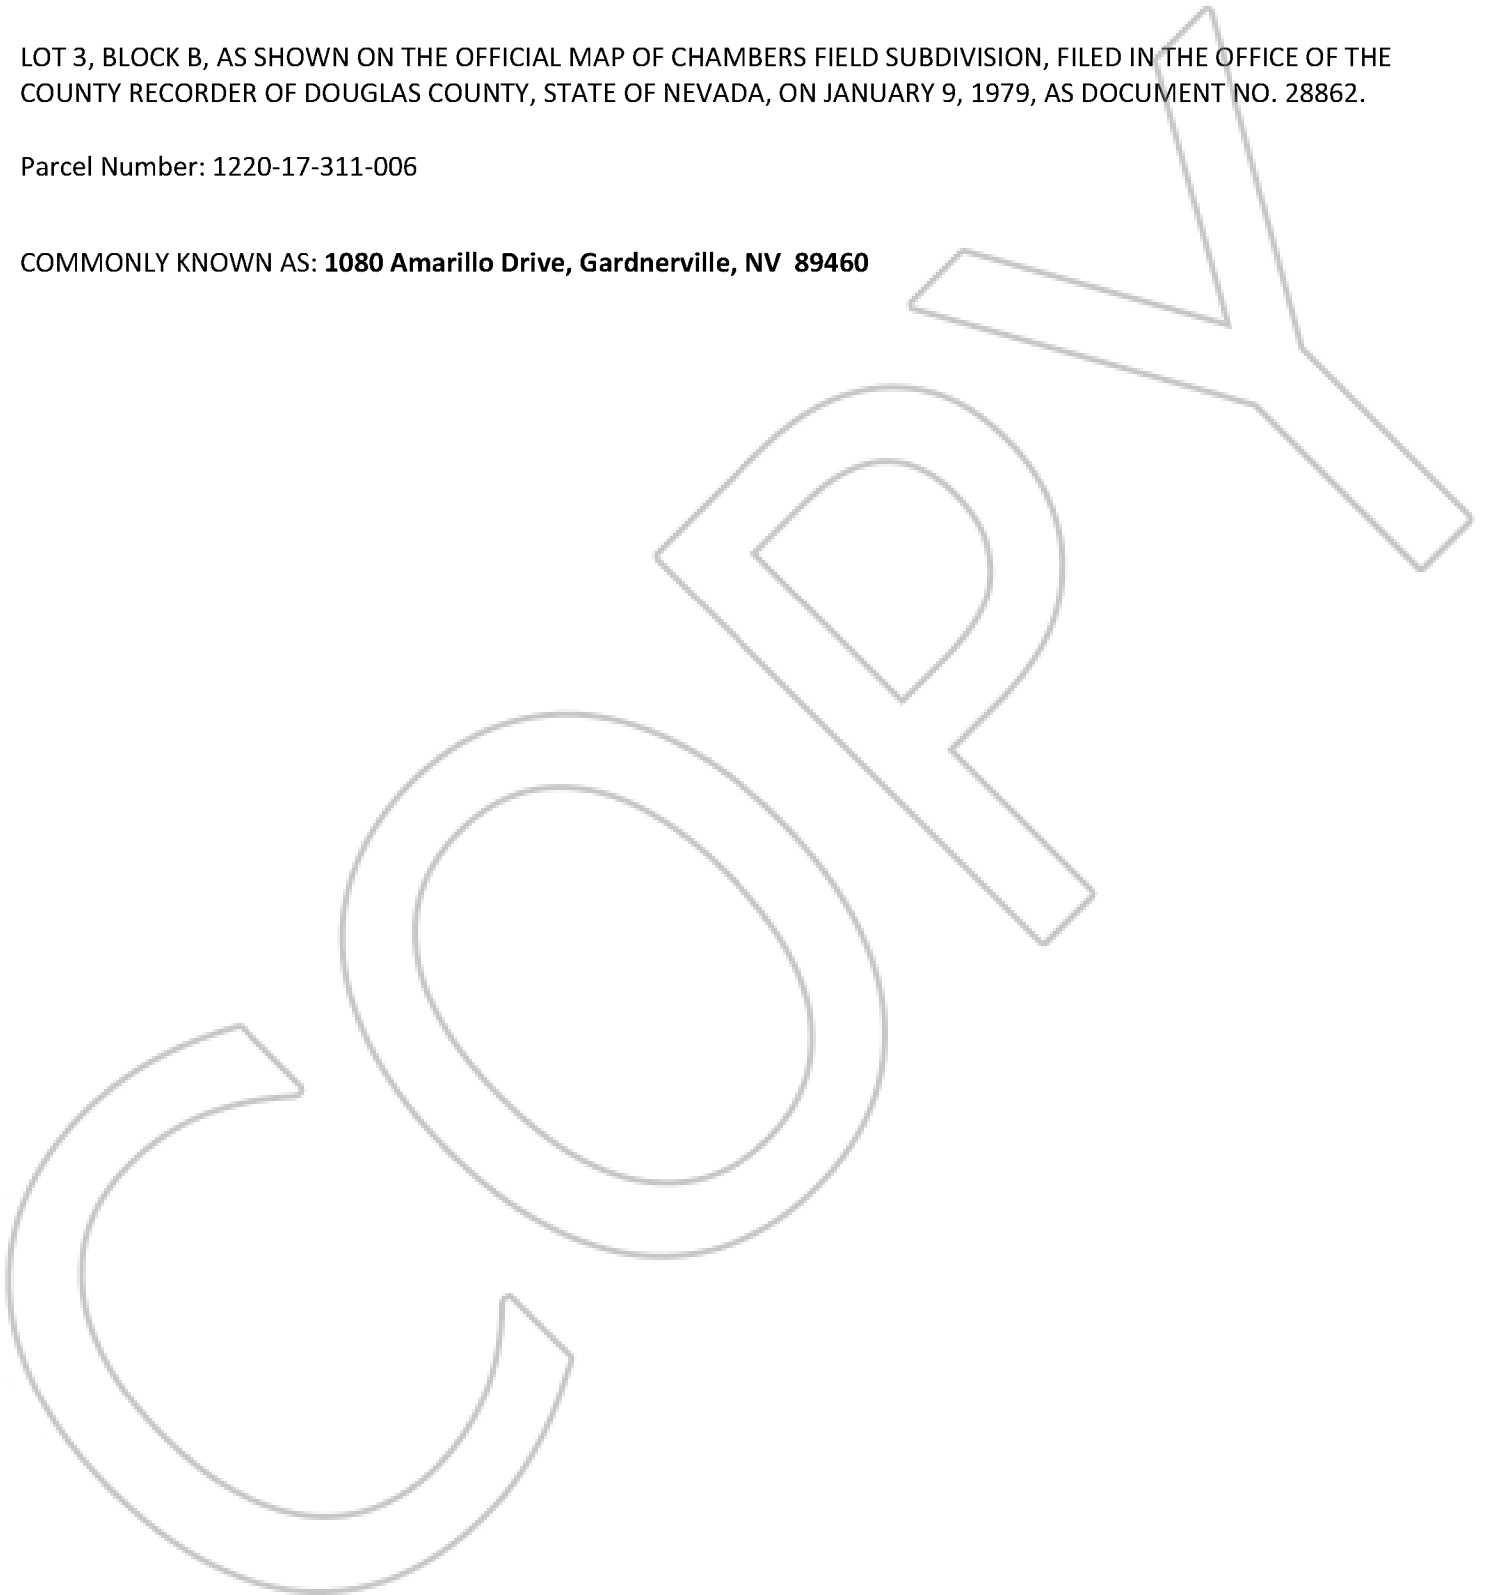 LOT 3, BLOCK B, AS SHOWN ON THE OFFICIAL MAP OF CHAMBERS FIELD SUBDIVISION, FILED IN THE OFFICE OF THE
COUNTY RECORDER OF DOUGLAS COUNTY, STATE OF NEVADA, ON JANUARY 9, 1979, AS DOCUMENT NO. 28862.
Parcel Number: 1220-17-311-006
COMMONLY KNOWN AS: 1080 Amarillo Drive, Gardnerville, NV  89460
COPY